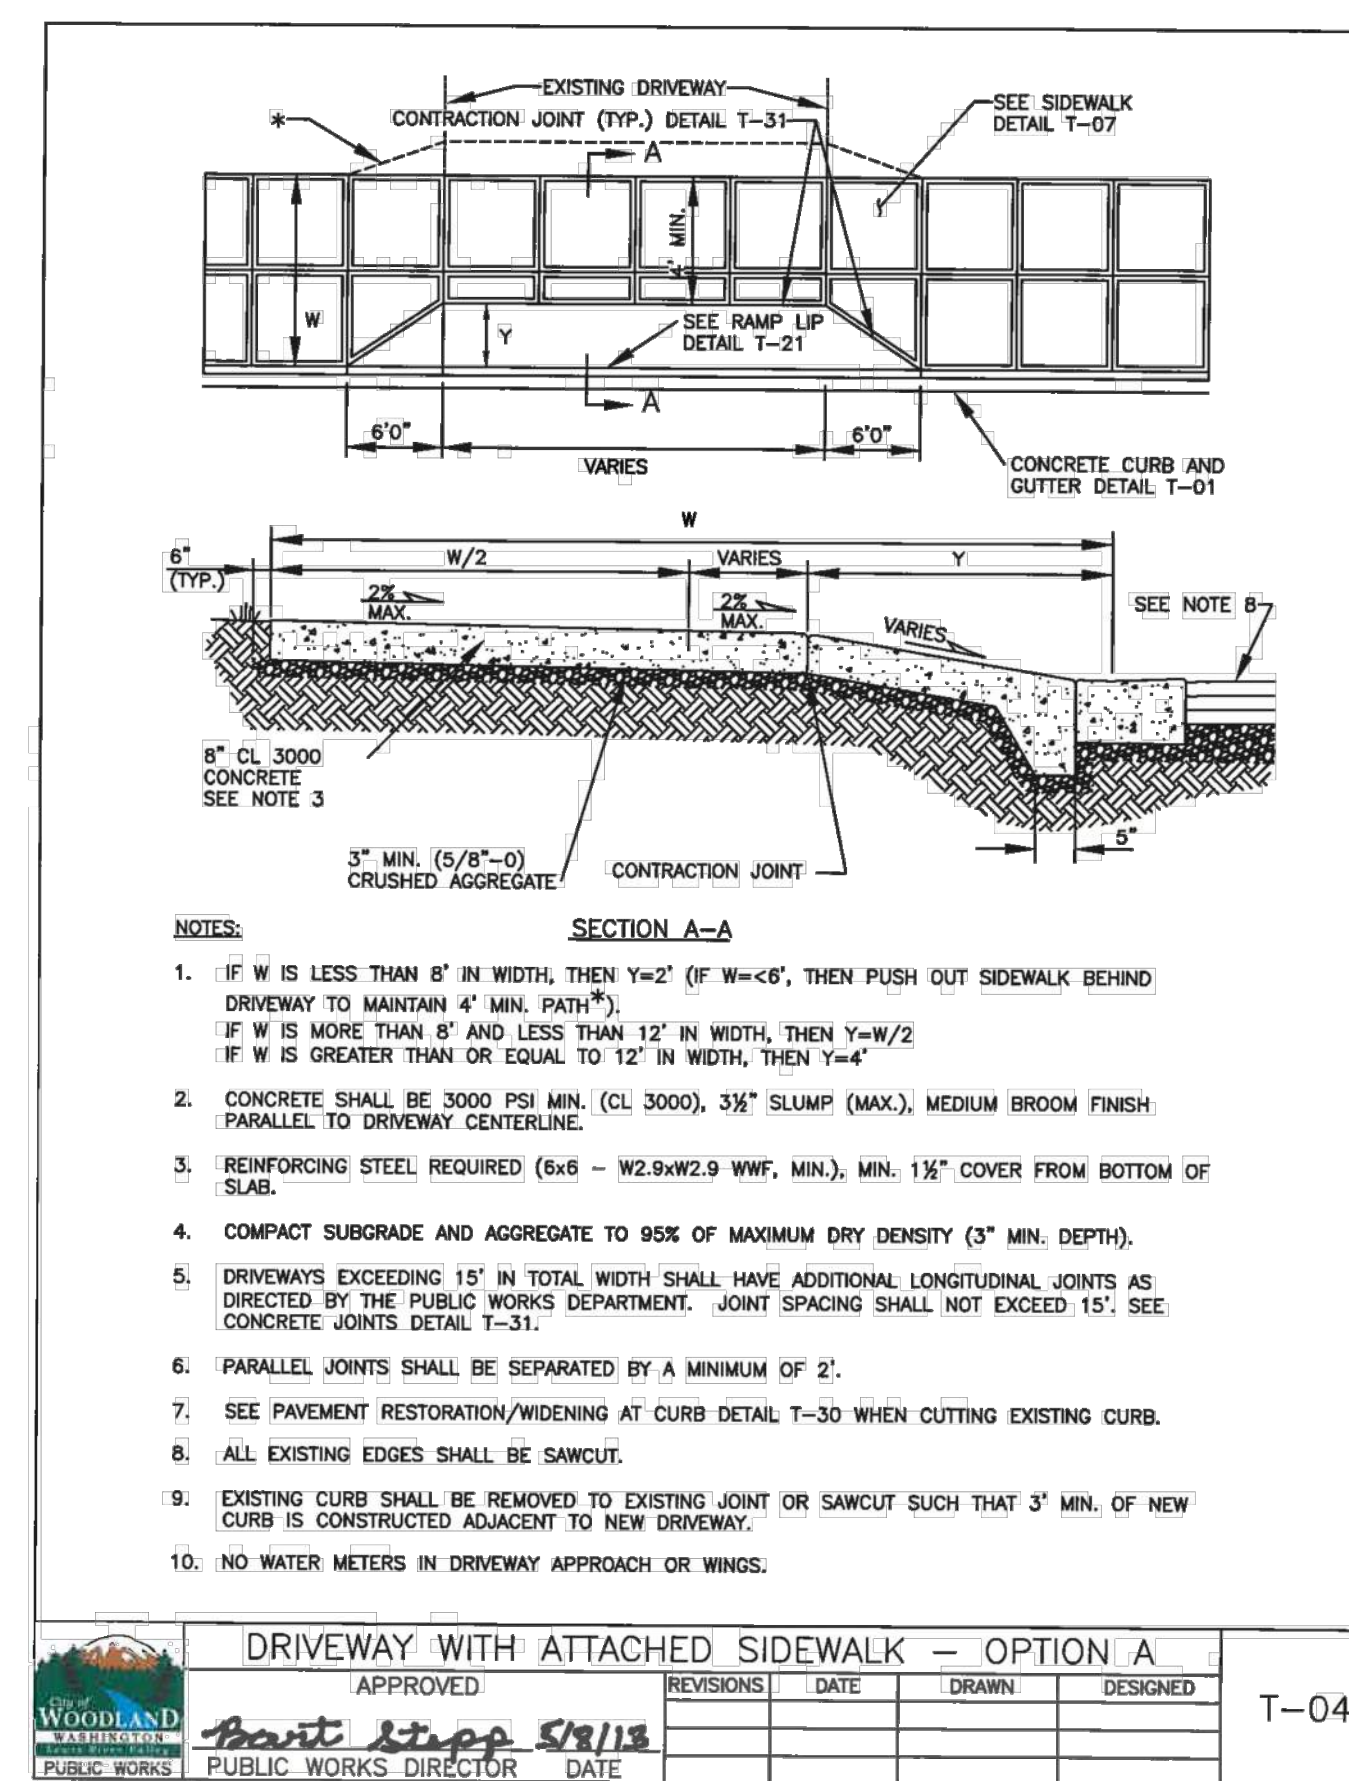 EXISTING DRIVEWAY
*
CONTRACTION JOINT (TYP.) DETAIL T-31
SEE SIDEWALK
DETAIL T-07
A
4' MIN.
W
Y
SEE RAMP LIP
DETAIL T-21
A
6'0"
VARIES
6'0"
CONCRETE CURB AND
GUTTER DETAIL T-01
W
6"
(TYP.)
W/2
VARIES
Y
2%
MAX.
2%
MAX.
VARIES
SEE NOTE 8
8" CL 3000
CONCRETE
SEE NOTE 3
5"
3" MIN. (5/8"-0)
CRUSHED AGGREGATE
CONTRACTION JOINT
NOTES:
SECTION A-A
1. IF W IS LESS THAN 8' IN WIDTH, THEN Y=2' (IF W=<6', THEN PUSH OUT SIDEWALK BEHIND
DRIVEWAY TO MAINTAIN 4' MIN. PATH*).
IF W IS MORE THAN 8' AND LESS THAN 12' IN WIDTH, THEN Y=W/2
IF W IS GREATER THAN OR EQUAL TO 12' IN WIDTH, THEN Y=4'
2. CONCRETE SHALL BE 3000 PSI MIN. (CL 3000), 3½" SLUMP (MAX.), MEDIUM BROOM FINISH
PARALLEL TO DRIVEWAY CENTERLINE.
3. REINFORCING STEEL REQUIRED (6x6 - W2.9xW2.9 WWF, MIN.), MIN. 1½" COVER FROM BOTTOM OF
SLAB.
4. COMPACT SUBGRADE AND AGGREGATE TO 95% OF MAXIMUM DRY DENSITY (3" MIN. DEPTH).
5. DRIVEWAYS EXCEEDING 15' IN TOTAL WIDTH SHALL HAVE ADDITIONAL LONGITUDINAL JOINTS AS
DIRECTED BY THE PUBLIC WORKS DEPARTMENT. JOINT SPACING SHALL NOT EXCEED 15'. SEE
CONCRETE JOINTS DETAIL T-31.
6. PARALLEL JOINTS SHALL BE SEPARATED BY A MINIMUM OF 2'.
7. SEE PAVEMENT RESTORATION/WIDENING AT CURB DETAIL T-30 WHEN CUTTING EXISTING CURB.
8. ALL EXISTING EDGES SHALL BE SAWCUT.
9. EXISTING CURB SHALL BE REMOVED TO EXISTING JOINT OR SAWCUT SUCH THAT 3' MIN. OF NEW
CURB IS CONSTRUCTED ADJACENT TO NEW DRIVEWAY.
10. NO WATER METERS IN DRIVEWAY APPROACH OR WINGS.
City of
WOODLAND
WASHINGTON
Lewis River Valley
PUBLIC WORKS
DRIVEWAY WITH ATTACHED SIDEWALK - OPTION A
APPROVED
Bart Stepp 5/8/13
PUBLIC WORKS DIRECTOR DATE
REVISIONS DATE DRAWN DESIGNED
T-04